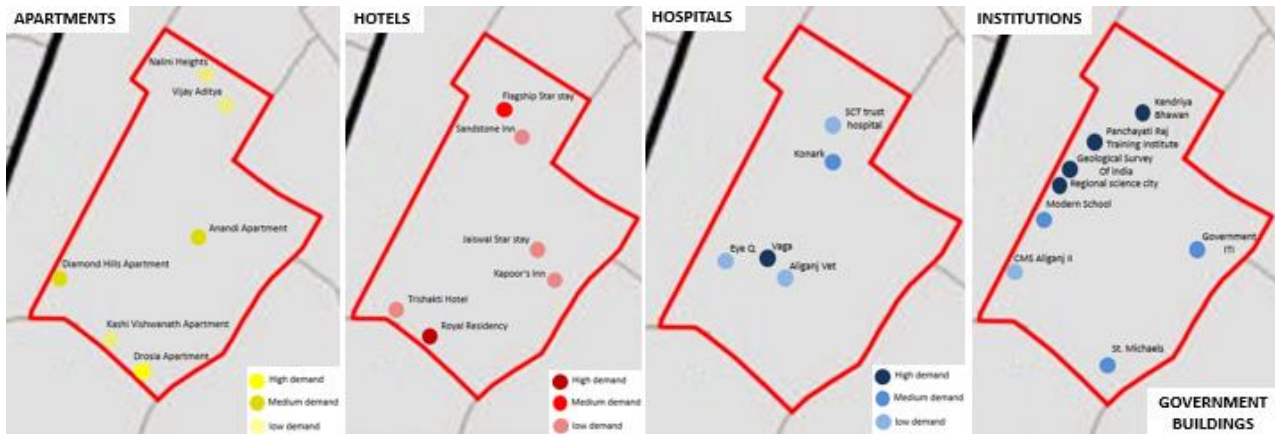 APARTMENTS
Nalini Heights
Vijay Aditya
Anandi Apartment
Diamond Hills Apartment
Kashi Vishwanath Apartment
Drosia Apartment
High demand
Medium demand
low demand
HOTELS
Flagship Star stay
Sandstone Inn
Jaiswal Star stay
Kapoor's Inn
Trishakti Hotel
Royal Residency
High demand
Medium demand
low demand
HOSPITALS
SCT trust
hospital
Konark
Eye Q
Vaga
Aliganj Vet
High demand
Medium demand
low demand
INSTITUTIONS
Kendriya
Bhawan
Panchayati Raj
Training institute
Geological Survey
Of India
Regional science city
Modern School
Government
ITI
CMS Aliganj II
St. Michaels
GOVERNMENT
BUILDINGS